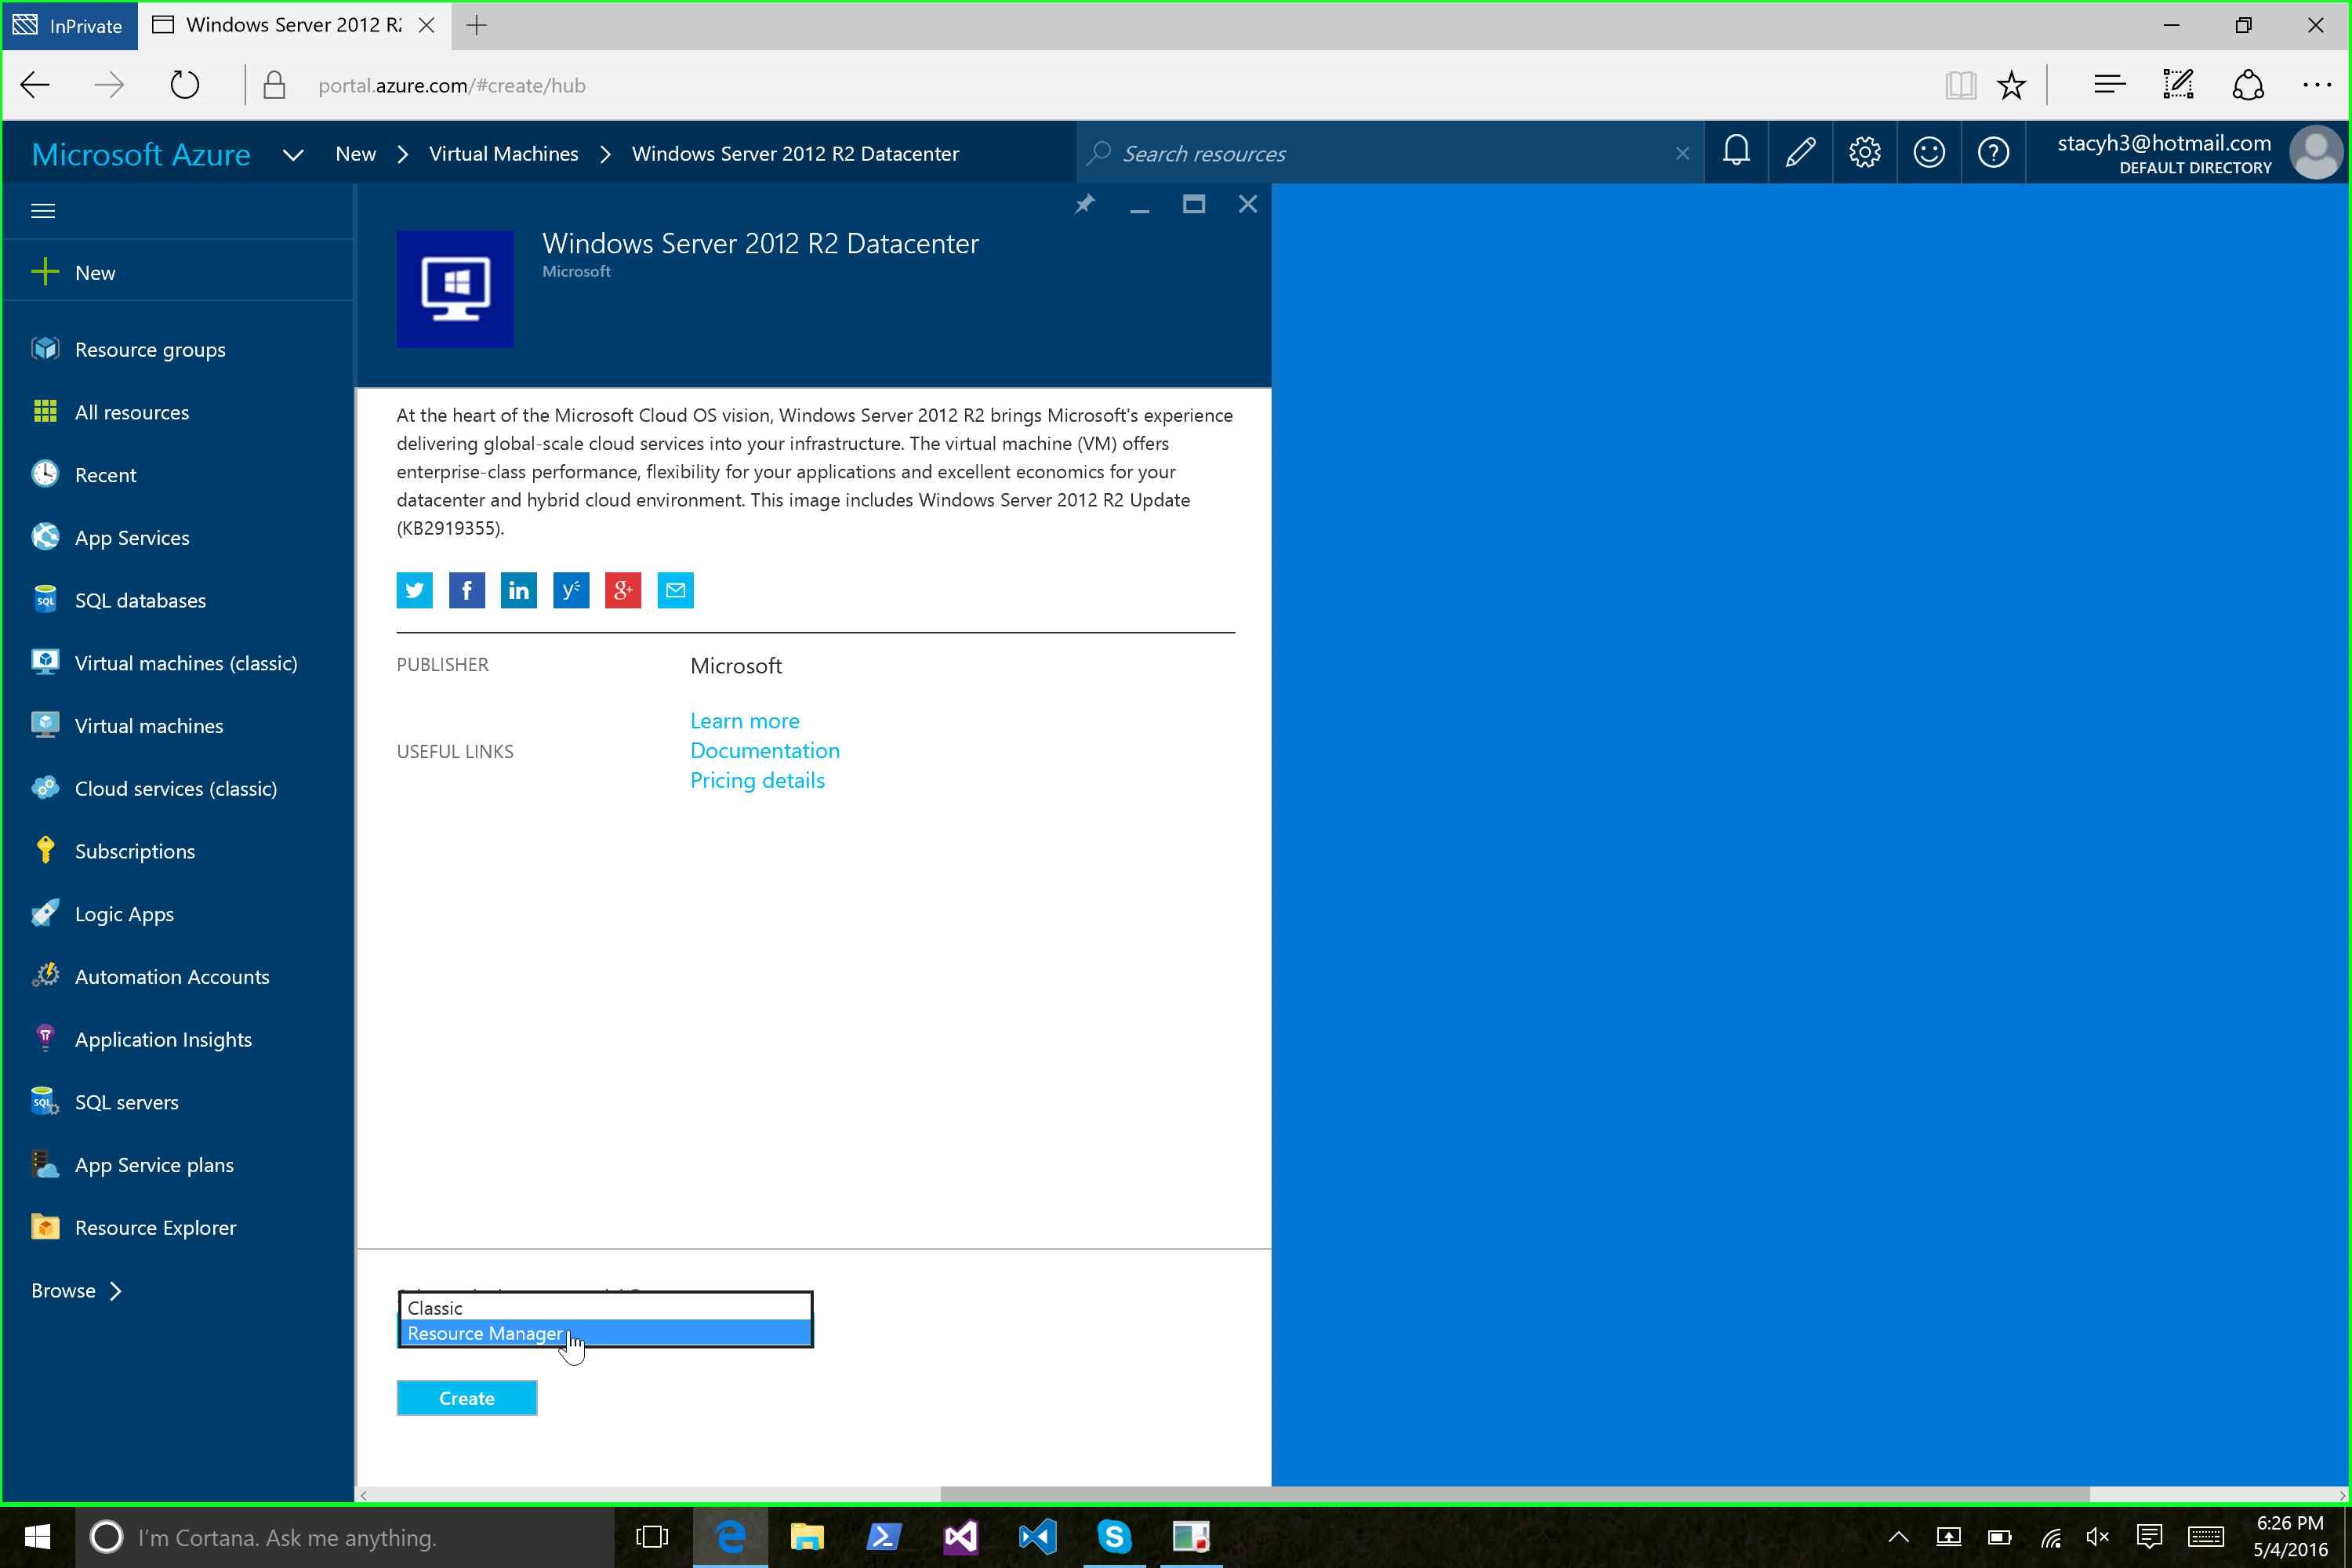 InPrivate
Windows Server 2012 R
portal.azure.com/#create/hub
Microsoft Azure
New
Virtual Machines
Windows Server 2012 R2 Datacenter
Search resources
stacyh3@hotmail.com
DEFAULT DIRECTORY
New
Resource groups
All resources
Recent
App Services
SQL databases
Virtual machines (classic)
Virtual machines
Cloud services (classic)
Subscriptions
Logic Apps
Automation Accounts
Application Insights
SQL servers
App Service plans
Resource Explorer
Browse
Windows Server 2012 R2 Datacenter
Microsoft
At the heart of the Microsoft Cloud OS vision, Windows Server 2012 R2 brings Microsoft's experience
delivering global-scale cloud services into your infrastructure. The virtual machine (VM) offers
enterprise-class performance, flexibility for your applications and excellent economics for your
datacenter and hybrid cloud environment. This image includes Windows Server 2012 R2 Update
(KB2919355).
PUBLISHER
Microsoft
USEFUL LINKS
Learn more
Documentation
Pricing details
Classic
Resource Manager
Create
I'm Cortana. Ask me anything.
6:26 PM
5/4/2016